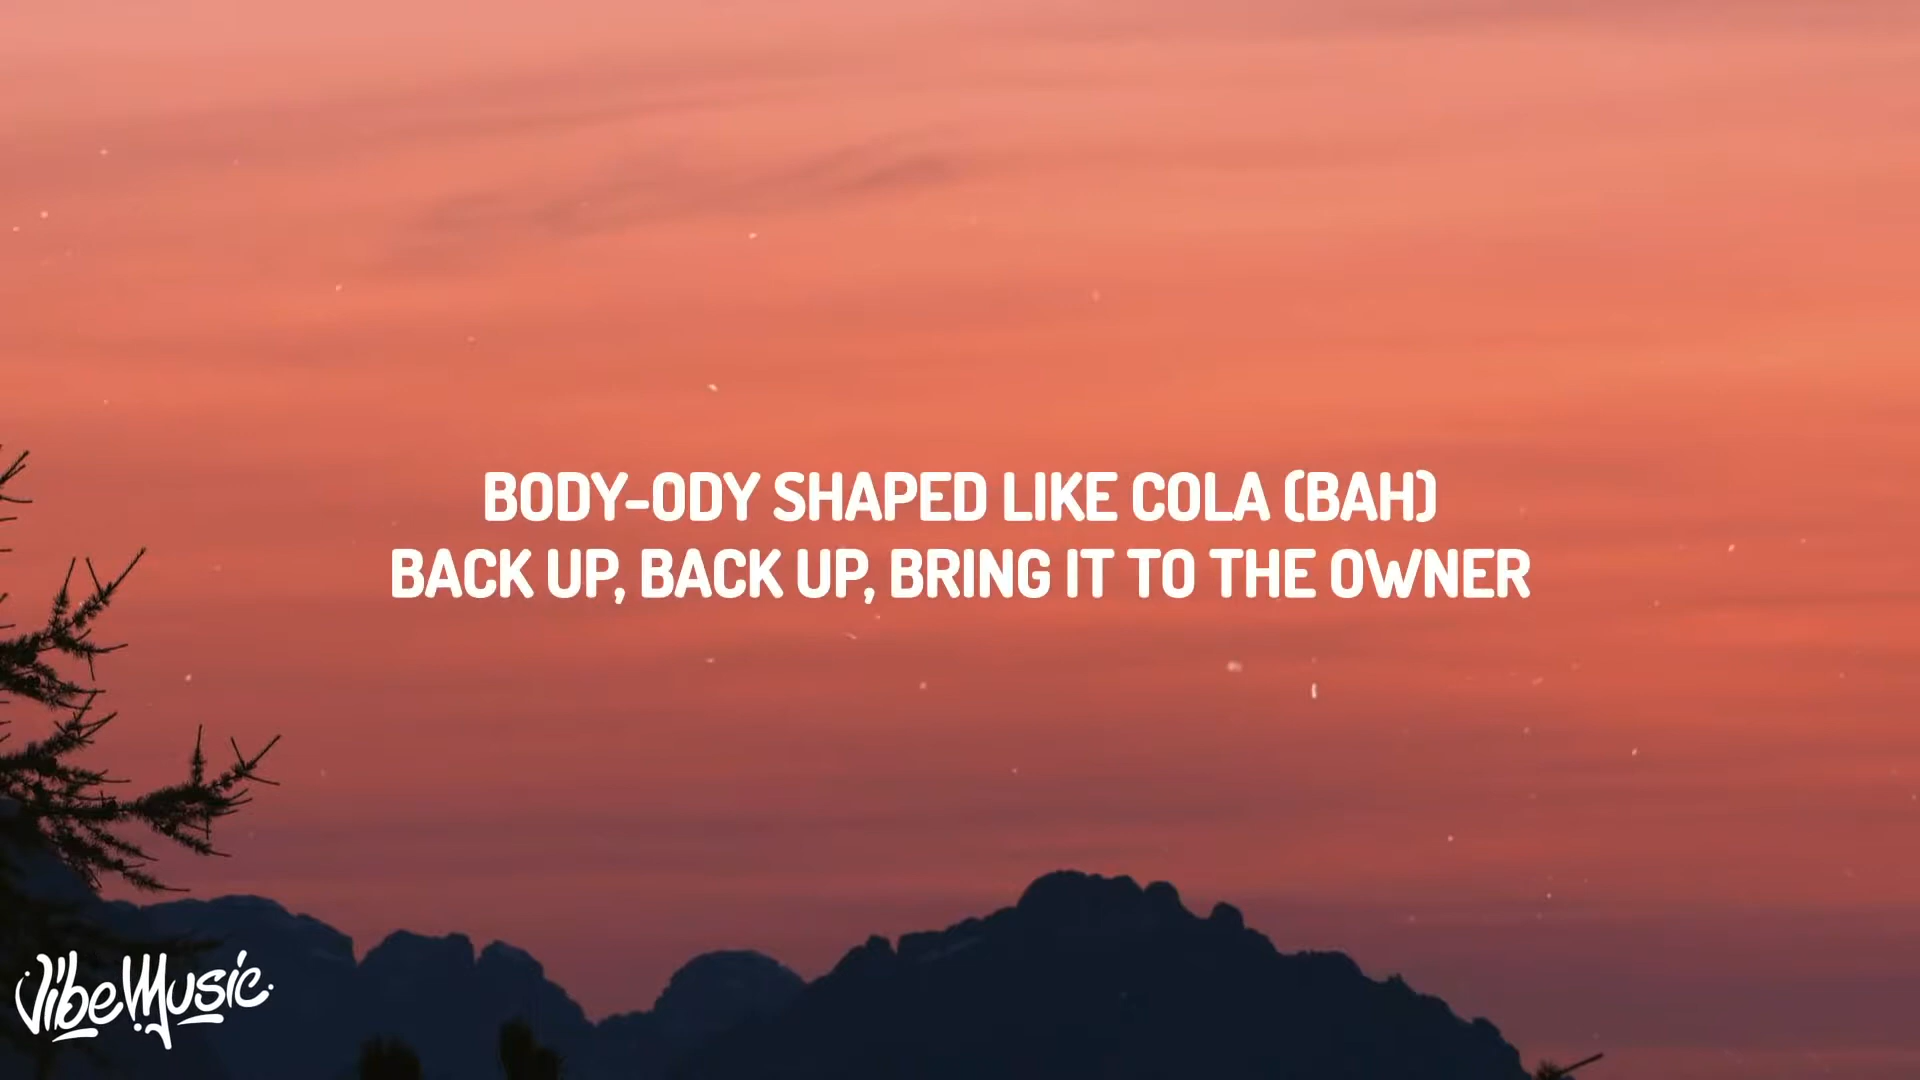 BODY-ODY SHAPED LIKE COLA (BAH)
BACK UP, BACK UP, BRING IT TO THE OWNER
VibeMusic